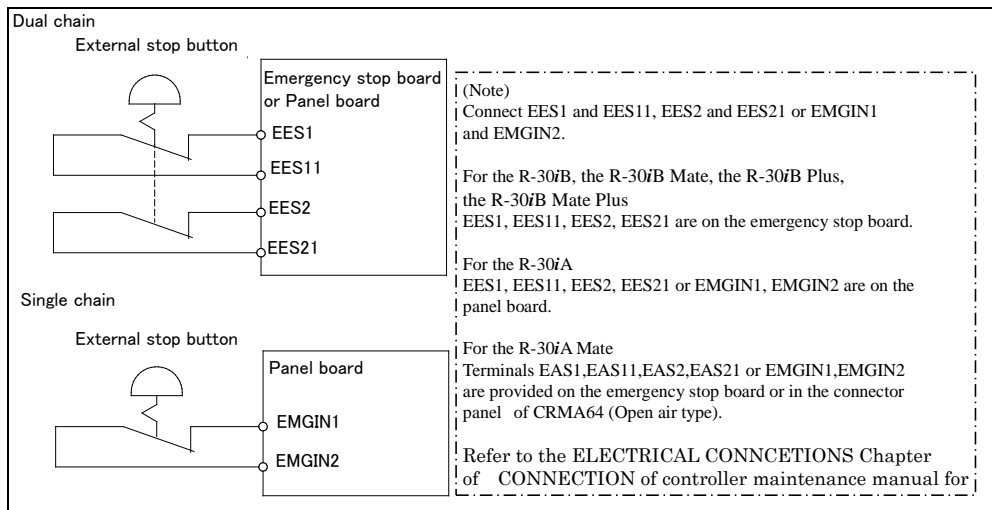 Dual chain
External stop button
Emergency stop board
or Panel board
EES1
EES11
EES2
EES21
Single chain
External stop button
Panel board
EMGIN1
EMGIN2
(Note)
Connect EES1 and EES11, EES2 and EES21 or EMGIN1
and EMGIN2.
For the R-30iB, the R-30iB Mate, the R-30iB Plus,
the R-30iB Mate Plus
EES1, EES11, EES2, EES21 are on the emergency stop board.
For the R-30iA
EES1, EES11, EES2, EES21 or EMGIN1, EMGIN2 are on the
panel board.
For the R-30iA Mate
Terminals EAS1,EAS11,EAS2,EAS21 or EMGIN1,EMGIN2
are provided on the emergency stop board or in the connector
panel of CRMA64 (Open air type).
Refer to the ELECTRICAL CONNCETIONS Chapter
of CONNECTION of controller maintenance manual for